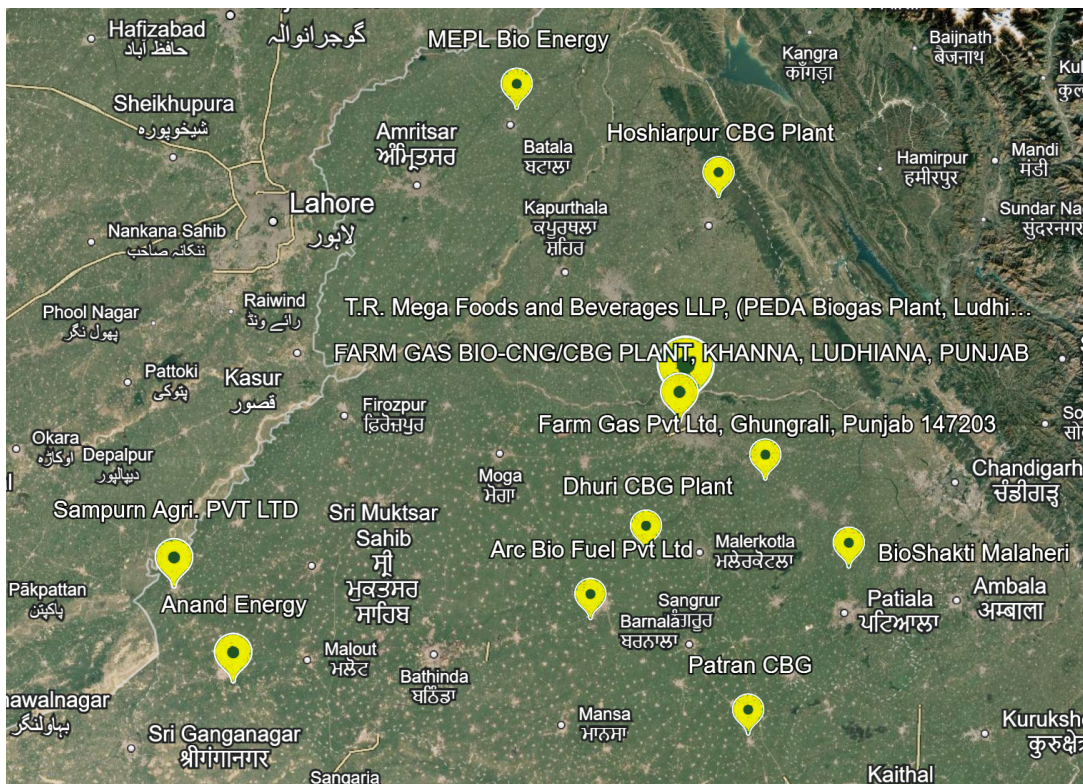 Hafizabad
حافظ آباد
گوجرانوالہ
MEPL Bio Energy
Kangra
काँगड़ा
Baijnath
बैजनाथ
Sheikhupura
شیخوپورہ
Amritsar
ਅੰਮ੍ਰਿਤਸਰ
Batala
ਬਟਾਲਾ
Hoshiarpur CBG Plant
Hamirpur
हमीरपुर
Mandi
मंडी
Lahore
لاہور
Nankana Sahib
ننکانہ صاحب
Kapurthala
ਕਪੂਰਥਲਾ
ਸ਼ਹਿਰ
Sundar Na
सुंदरनगर
Phool Nagar
پھول نگر
Raiwind
رائے ونڈ
T.R. Mega Foods and Beverages LLP, (PEDA Biogas Plant, Ludhi...
FARM GAS BIO-CNG/CBG PLANT, KHANNA, LUDHIANA, PUNJAB
Pattoki
پتوکی
Kasur
قصور
Firozpur
ਫ਼ਿਰੋਜ਼ਪੁਰ
Farm Gas Pvt Ltd, Ghungrali, Punjab 147203
Okara
اوکاڑہ
Depalpur
دیپالپور
Moga
ਮੋਗਾ
Chandigarh
ਚੰਡੀਗੜ੍ਹ
Dhuri CBG Plant
Sampurn Agri. PVT LTD
Sri Muktsar
Sahib
ਸ੍ਰੀ
ਮੁਕਤਸਰ
ਸਾਹਿਬ
Arc Bio Fuel Pvt Ltd
Malerkotla
ਮਲੇਰਕੋਟਲਾ
BioShakti Malaheri
Pākpattan
پاکپتن
Anand Energy
Sangrur
Barnala
ਬਰਨਾਲਾ
Patiala
ਪਟਿਆਲਾ
Ambala
अम्बाला
Malout
ਮਲੋਟ
Bathinda
ਬਠਿੰਡਾ
Patran CBG
nawalnagar
بہاولنگر
Mansa
ਮਾਨਸਾ
Sri Ganganagar
श्रीगंगानगर
Kuruksh
कुरुक्षेत्र
Sangaria
Kaithal